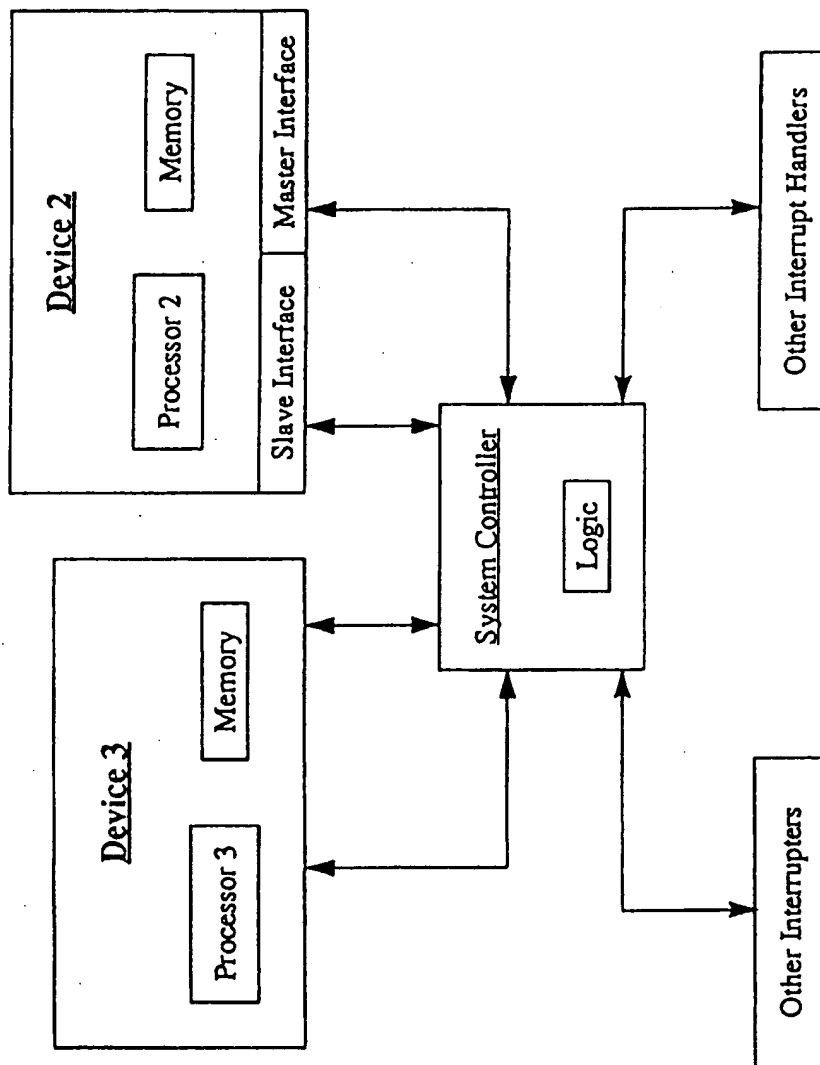 Device 3
Processor 3
Memory
Device 2
Processor 2
Memory
Slave Interface
Master Interface
System Controller
Logic
Other Interrupters
Other Interrupt Handlers